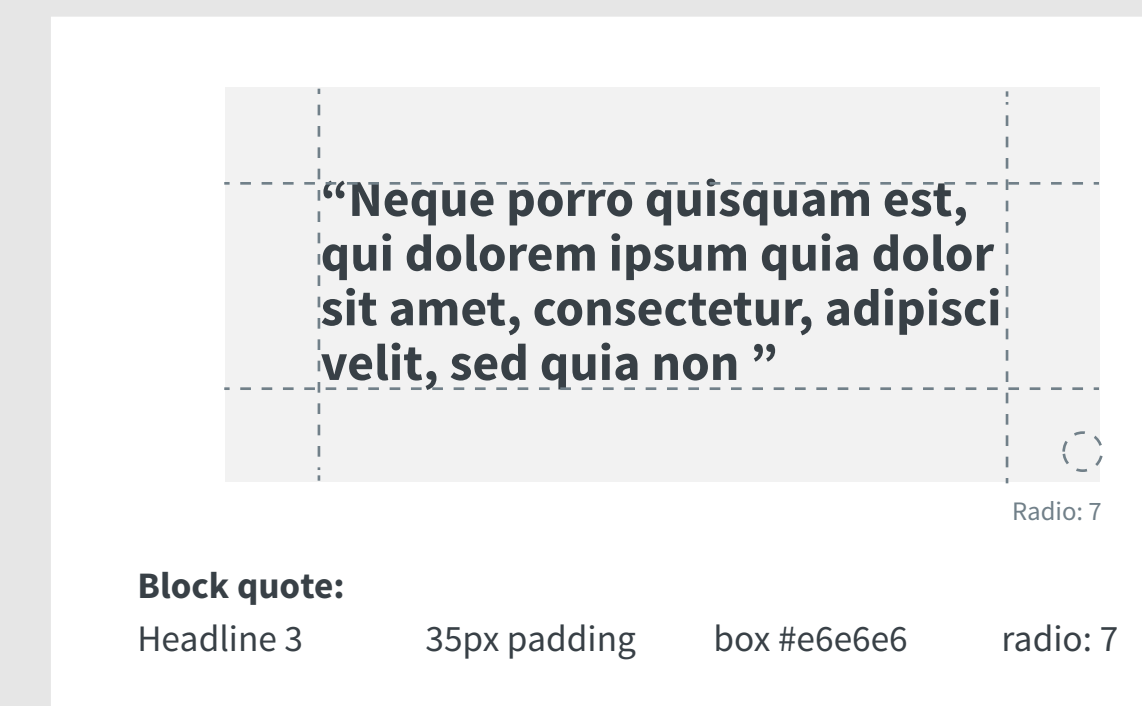 “Neque porro quisquam est,
qui dolorem ipsum quia dolor
sit amet, consectetur, adipisci
velit, sed quia non ”
Radio: 7
Block quote:
Headline 3 35px padding box #e6e6e6 radio: 7